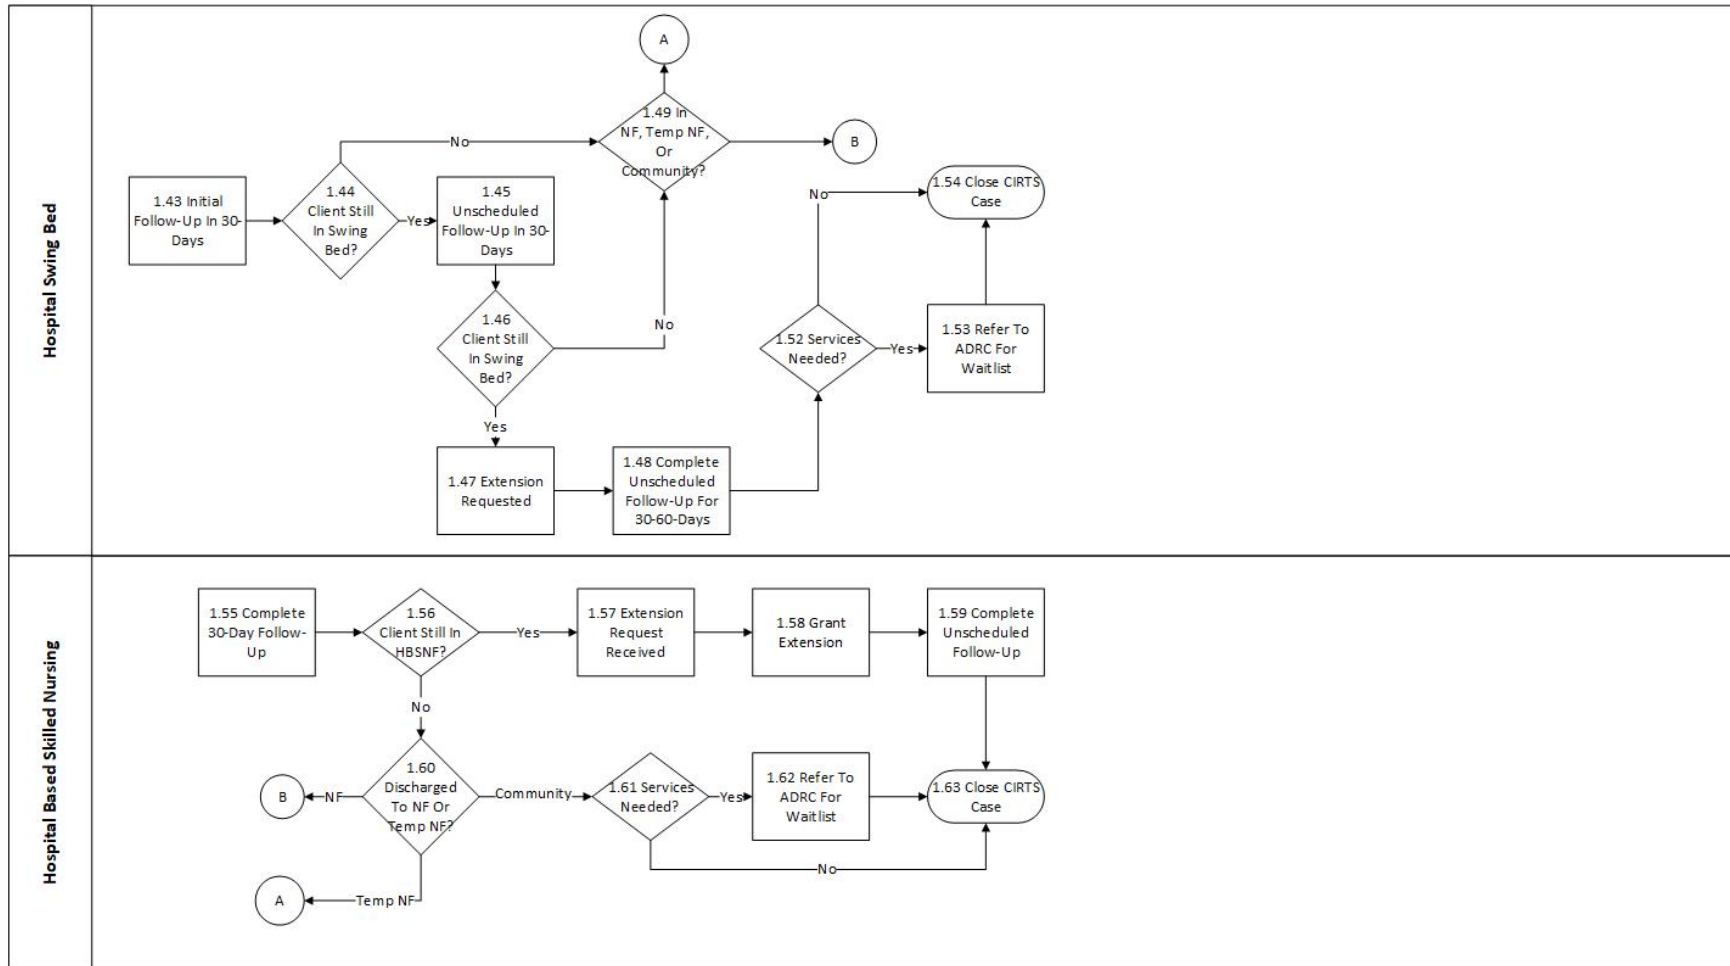 Hospital Swing Bed
A
1.49 In
NF, Temp NF,
Or
Community?
B
No
1.43 Initial
Follow-Up In 30-
Days
1.44
Client Still
In Swing
Bed?
Yes
1.45
Unscheduled
Follow-Up In 30-
Days
No
1.54 Close CIRTS
Case
1.46
Client Still
In Swing
Bed?
No
1.52 Services
Needed?
Yes
1.53 Refer To
ADRC For
Waitlist
Yes
1.47 Extension
Requested
1.48 Complete
Unscheduled
Follow-Up For
30-60-Days
Hospital Based Skilled Nursing
1.55 Complete
30-Day Follow-
Up
1.56
Client Still In
HBSNF?
Yes
1.57 Extension
Request
Received
1.58 Grant
Extension
1.59 Complete
Unscheduled
Follow-Up
No
B
NF
1.60
Discharged
To NF Or
Temp NF?
Community
1.61 Services
Needed?
Yes
1.62 Refer To
ADRC For
Waitlist
1.63 Close CIRTS
Case
No
A
Temp NF